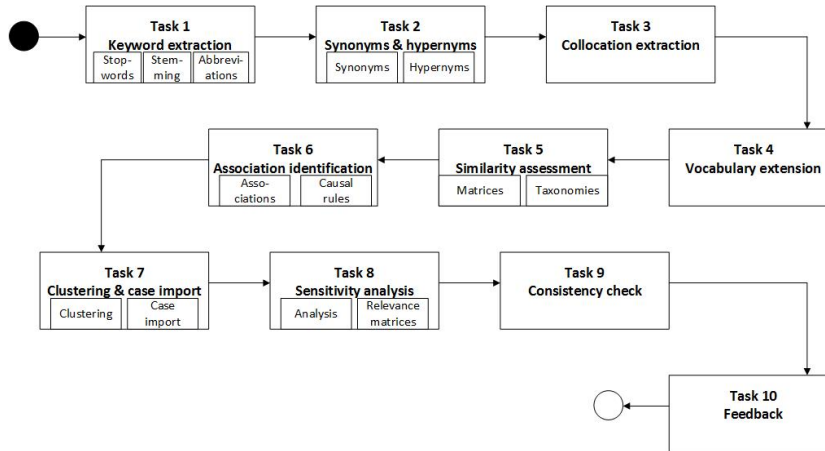 Task 1
Keyword extraction
Stop-
words
Stem-
ming
Abbrevi-
ations
Task 2
Synonyms & hypernyms
Synonyms
Hypernyms
Task 3
Collocation extraction
Task 4
Vocabulary extension
Task 5
Similarity assessment
Matrices
Taxonomies
Task 6
Association identification
Asso-
ciations
Causal
rules
Task 7
Clustering & case import
Clustering
Case
import
Task 8
Sensitivity analysis
Analysis
Relevance
matrices
Task 9
Consistency check
Task 10
Feedback